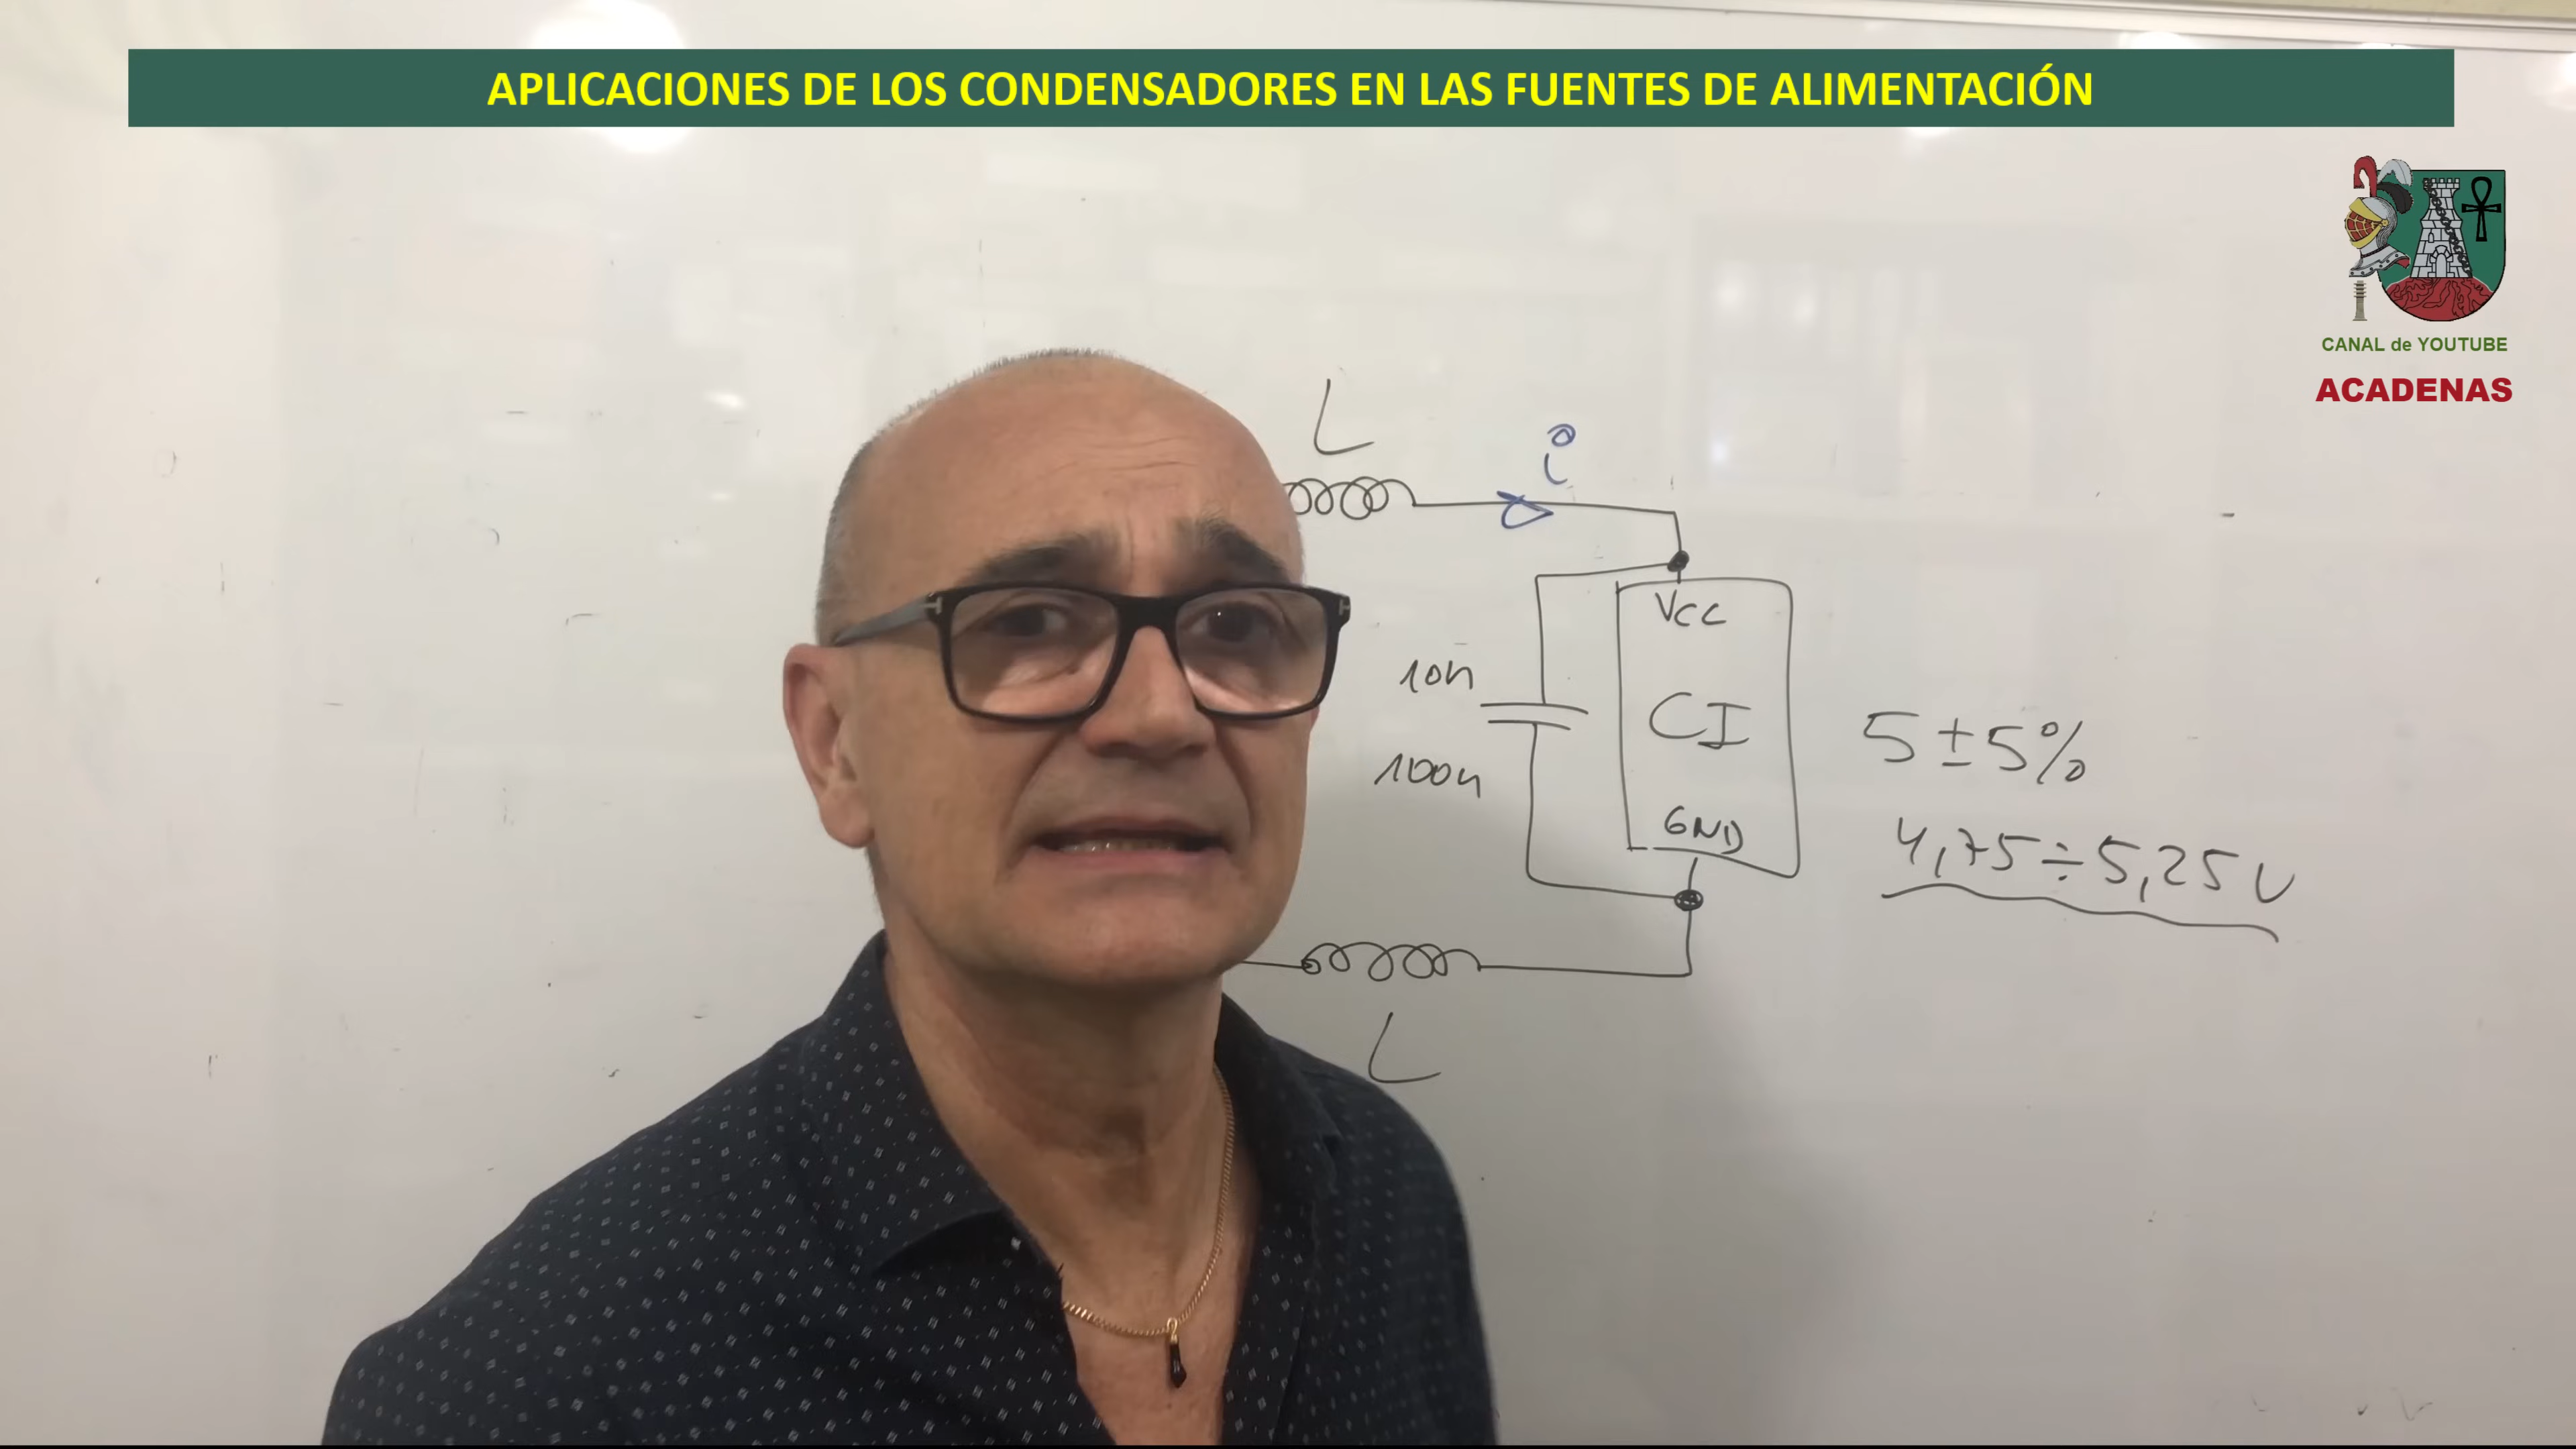 APLICACIONES DE LOS CONDENSADORES EN LAS FUENTES DE ALIMENTACIÓN
CANAL de YOUTUBE
ACADENAS
L
i
VCC
10n
CI
5 ± 5%
100n
GND
4,75 ÷ 5,25 V
L